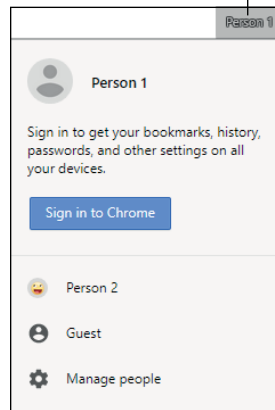 Person 1
Person 1
Sign in to get your bookmarks, history,
passwords, and other settings on all
your devices.
Sign in to Chrome
Person 2
Guest
Manage people